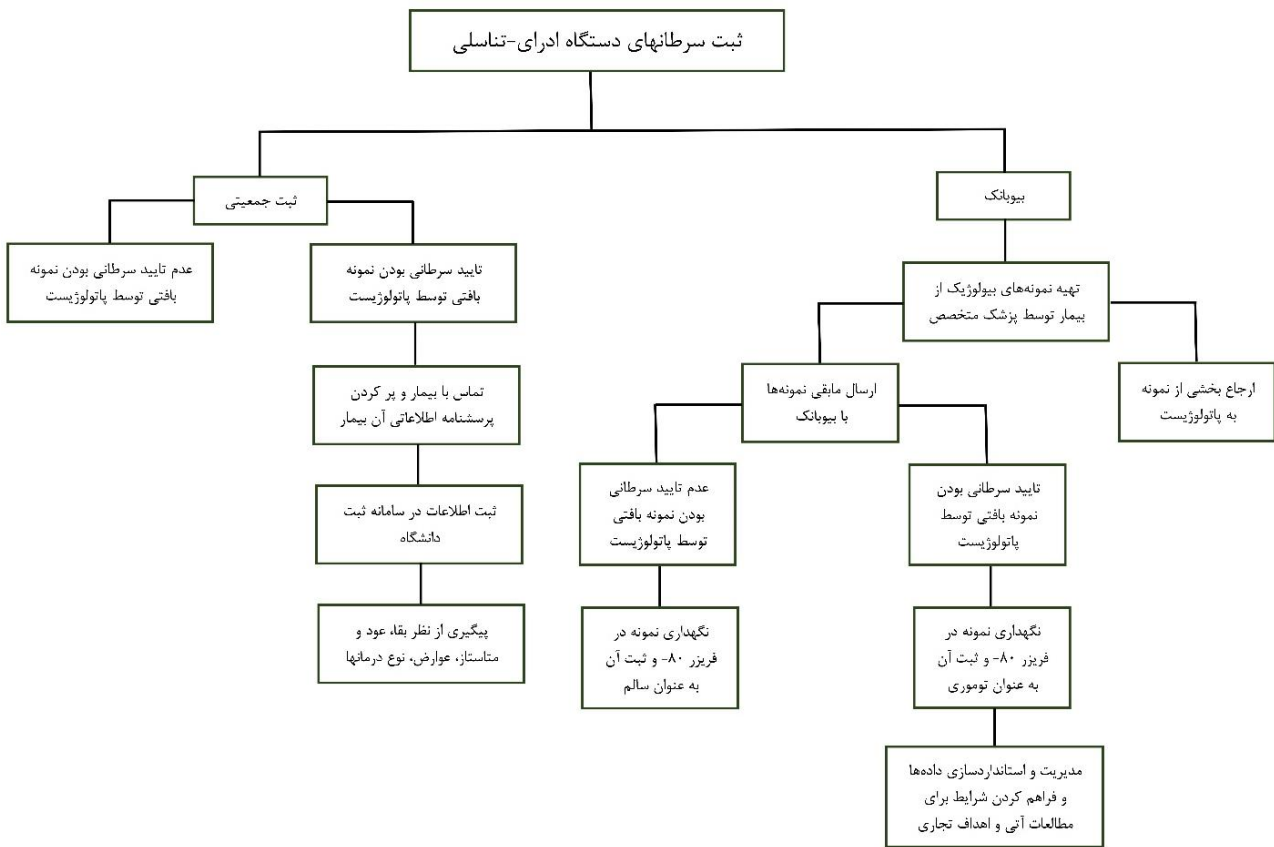 ثبت سرطانهای دستگاه ادرای-تناسلی
بیوبانک
ثبت جمعیتی
تهیه نمونه‌های بیولوژیک از
بیمار توسط پزشک متخصص
تایید سرطانی بودن نمونه
بافتی توسط پاتولوژیست
عدم تایید سرطانی بودن نمونه
بافتی توسط پاتولوژیست
ارجاع بخشی از نمونه
به پاتولوژیست
ارسال مابقی نمونه‌ها
با بیوبانک
تماس با بیمار و پر کردن
پرسشنامه اطلاعاتی آن بیمار
تایید سرطانی بودن
نمونه بافتی توسط
پاتولوژیست
عدم تایید سرطانی
بودن نمونه بافتی
توسط پاتولوژیست
ثبت اطلاعات در سامانه ثبت
دانشگاه
نگهداری نمونه در
فریزر ۸۰- و ثبت آن
به عنوان توموری
نگهداری نمونه در
فریزر ۸۰- و ثبت آن
به عنوان سالم
پیگیری از نظر بقا، عود و
متاستاز، عوارض، نوع درمانها
مدیریت و استانداردسازی داده‌ها
و فراهم کردن شرایط برای
مطالعات آتی و اهداف تجاری